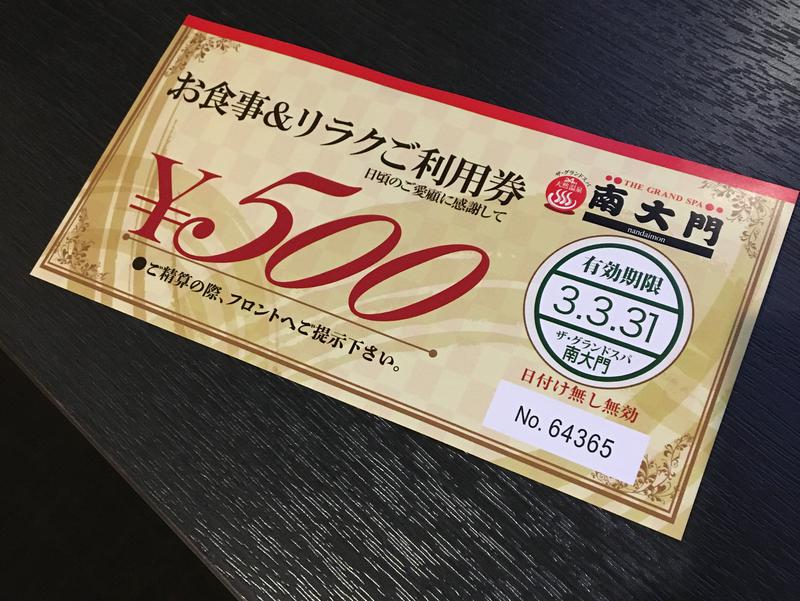 お食事&リラクご利用券
日頃のご愛顧に感謝して
¥500
●ご精算の際、フロントへご提示下さい。
ザ・グランドスパ
天然温泉
THE GRAND SPA
南大門
nandaimon
有効期限
3.3.31
ザ・グランドスパ
南大門
日付け無し無効
No. 64365